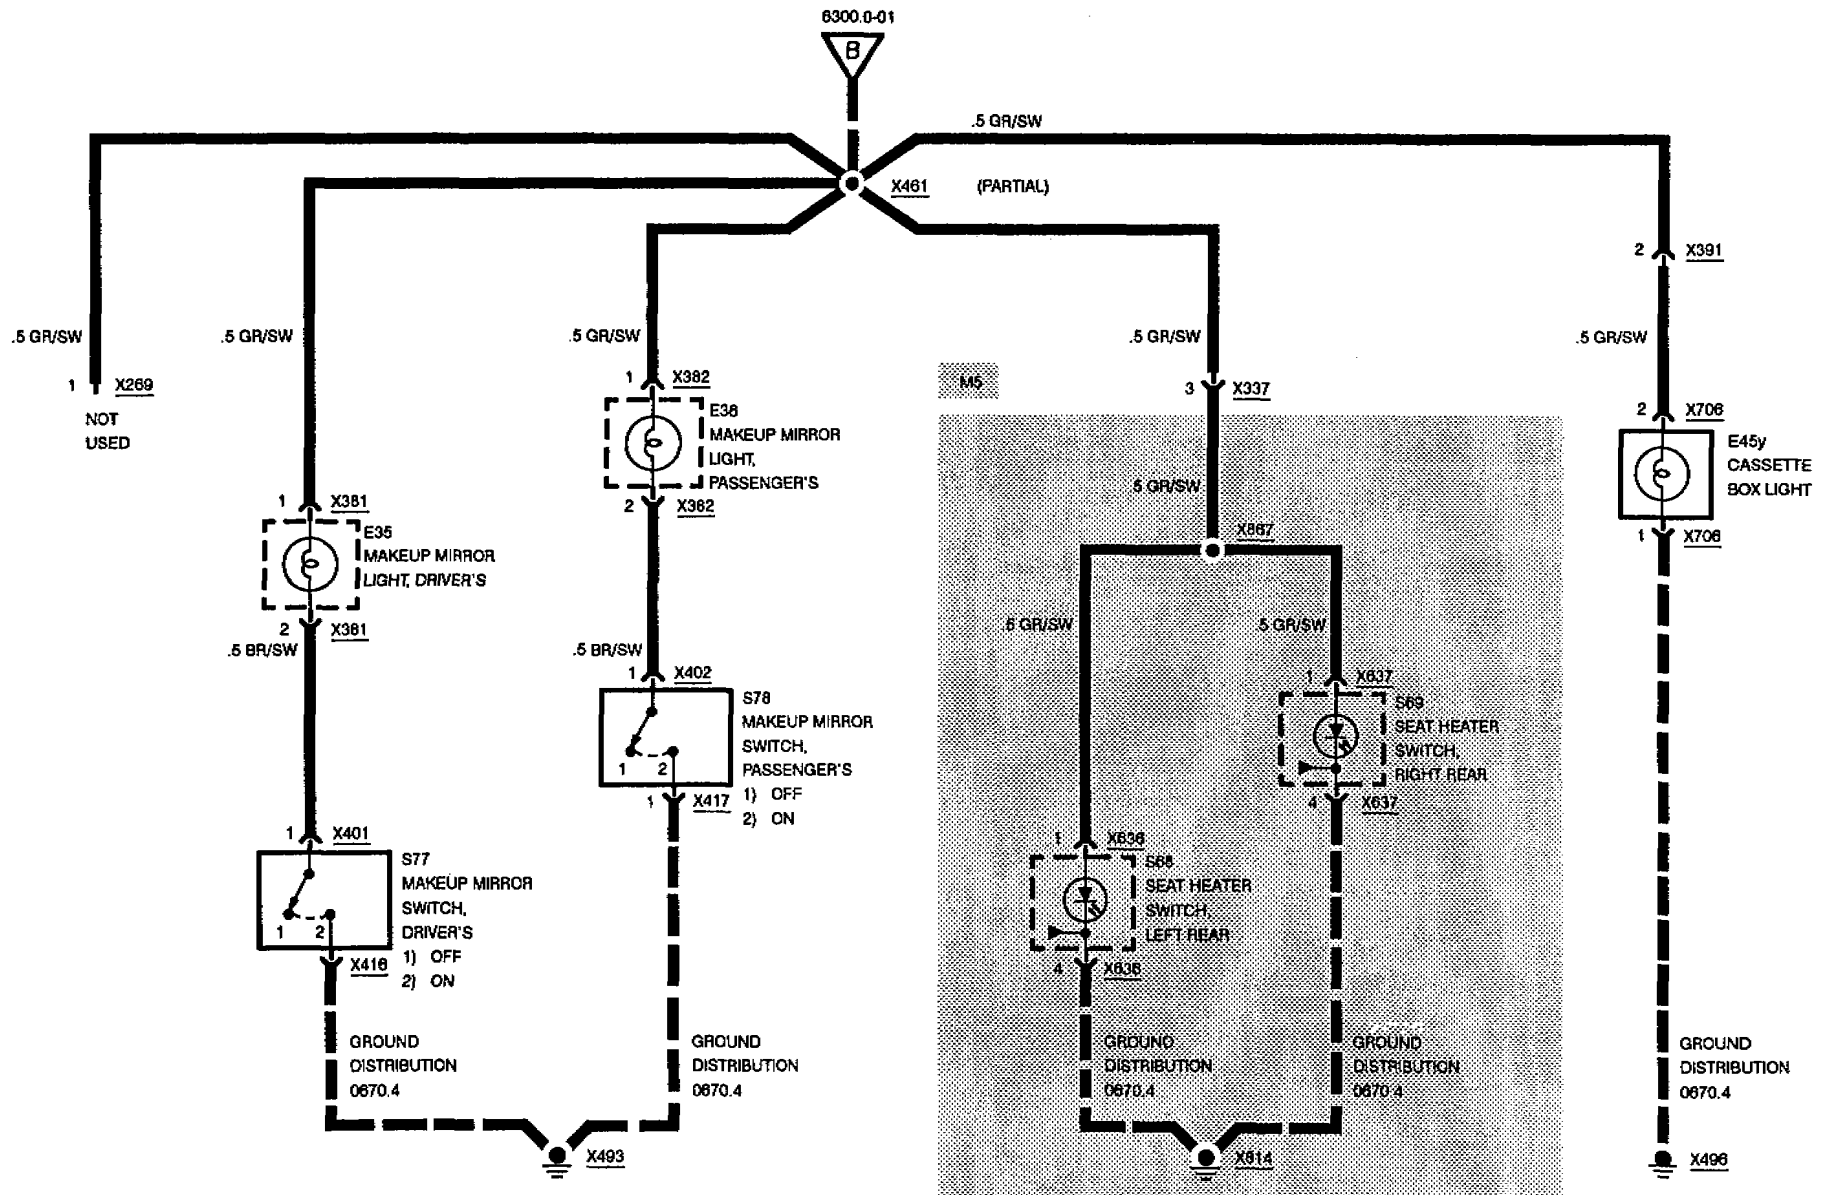 6300.0-01
B
.5 GR/SW
X461 (PARTIAL)
2 X391
.5 GR/SW
1 X269
NOT
USED
.5 GR/SW
.5 GR/SW
1 X382
E36
MAKEUP MIRROR
LIGHT,
PASSENGER'S
2 X382
.5 GR/SW
3 X337
M5
.5 GR/SW
2 X706
E45y
CASSETTE
BOX LIGHT
1 X706
1 X381
E35
MAKEUP MIRROR
LIGHT, DRIVER'S
2 X381
.5 BR/SW
.5 BR/SW
1 X402
S78
MAKEUP MIRROR
SWITCH,
PASSENGER'S
1) OFF
2) ON
1 2
1 X417
.5 GR/SW
X867
.5 GR/SW
.5 GR/SW
1 X637
S69
SEAT HEATER
SWITCH,
RIGHT REAR
4 X637
1 X401
S77
MAKEUP MIRROR
SWITCH,
DRIVER'S
1) OFF
2) ON
1 2
X416
1 X636
S68
SEAT HEATER
SWITCH,
LEFT REAR
4 X636
GROUND
DISTRIBUTION
0670.4
GROUND
DISTRIBUTION
0670.4
GROUND
DISTRIBUTION
0670.4
GROUND
DISTRIBUTION
0670.4
GROUND
DISTRIBUTION
0670.4
X493
X614
X496